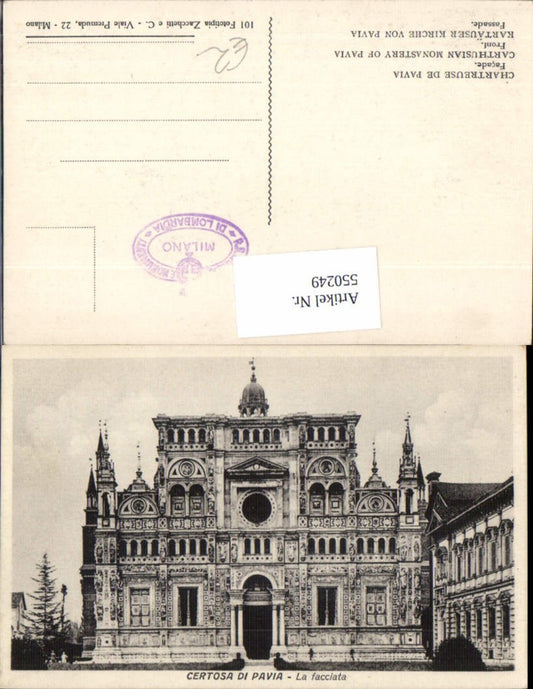 CHARTREUSE DE PAVIA
Façade.
CARTHUSIAN MONASTERY OF PAVIA
Front.
KARTÄUSER KIRCHE VON PAVIA
Fassade.
101 Fotetipia Zacchetti e C. - Viale Premuda, 22 - Milano
DI LOMBARDIA
MILANO
Artikel Nr.
550249
CERTOSA DI PAVIA - La facciata